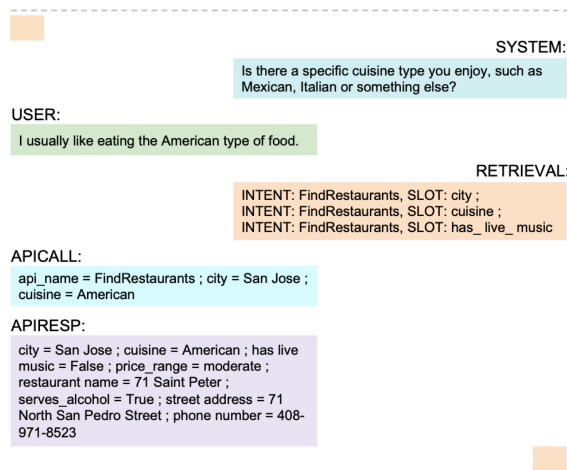 SYSTEM:
Is there a specific cuisine type you enjoy, such as
Mexican, Italian or something else?
USER:
I usually like eating the American type of food.
RETRIEVAL:
INTENT: FindRestaurants, SLOT: city ;
INTENT: FindRestaurants, SLOT: cuisine ;
INTENT: FindRestaurants, SLOT: has_ live_ music
APICALL:
api_name = FindRestaurants ; city = San Jose ;
cuisine = American
APIRESP:
city = San Jose ; cuisine = American ; has live
music = False ; price_range = moderate ;
restaurant name = 71 Saint Peter ;
serves_alcohol = True ; street address = 71
North San Pedro Street ; phone number = 408-
971-8523